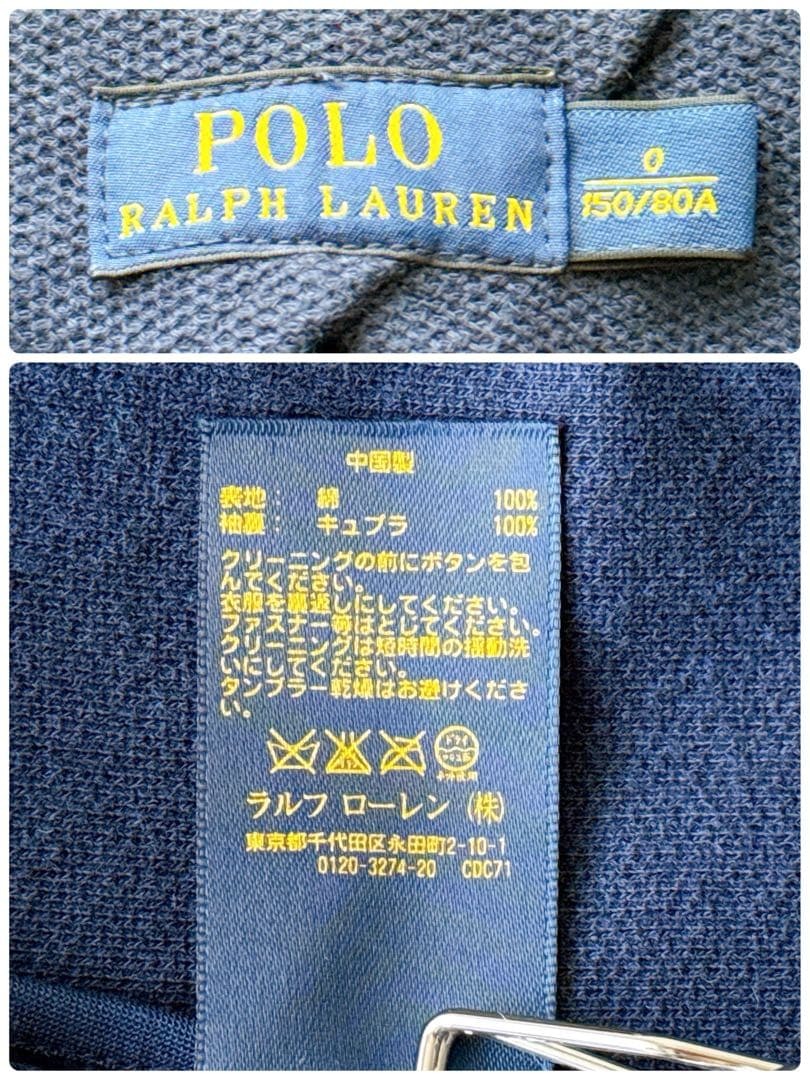 POLO
RALPH LAUREN
0
150/80A
中国製
表地： 綿 100%
袖裏： キュプラ 100%
クリーニングの前にボタンを包
んてください。
衣服を裏返しにしてください。
ファスナー等はとじてください。
クリーニングは短時間の揺動洗
いにしてください。
タンブラー乾燥はお避けくださ
い。
ドライ
ラルフ ローレン (株)
東京都千代田区永田町2-10-1
0120-3274-20 CDC71